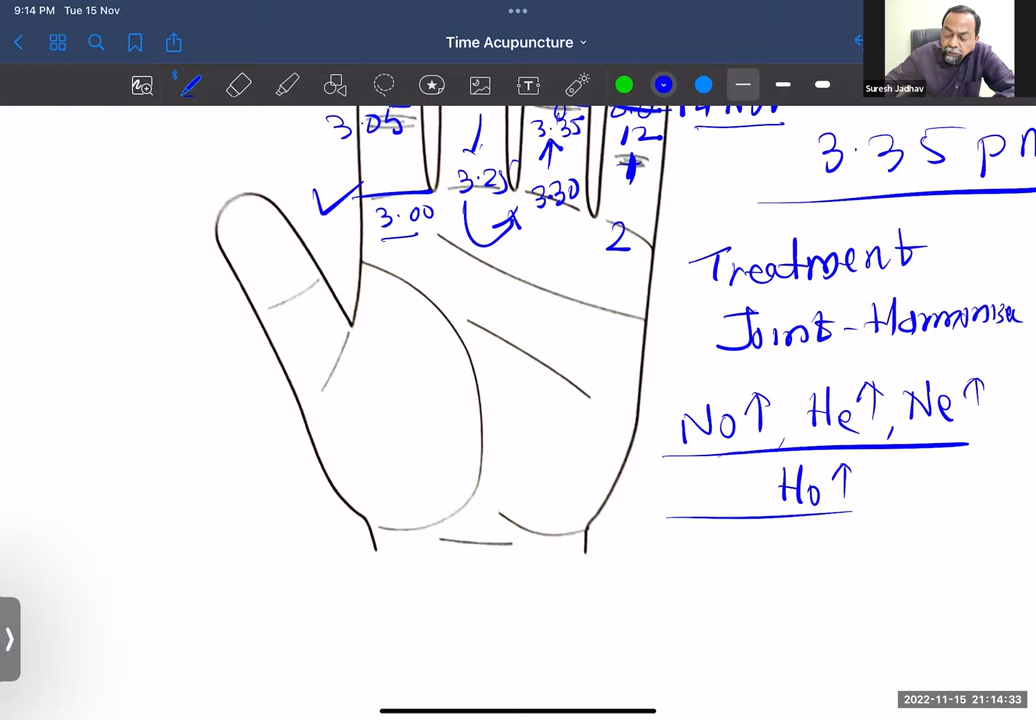 9:14 PM Tue 15 Nov
Time Acupuncture
Suresh Jadhav
3.05
3.35
12
3.35 pm
3.25
3.30
3.00
2
Treatment
Joint - Harmonise
No↑, He↑, Ne↑
Ho↑
2022-11-15 21:14:33